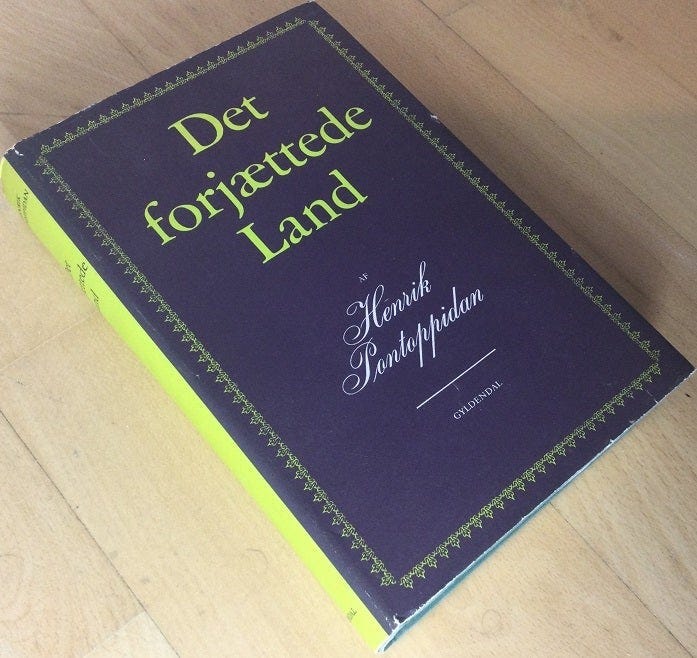 Det
forjættede
Land
AF
Henrik
Pontoppidan
GYLDENDAL